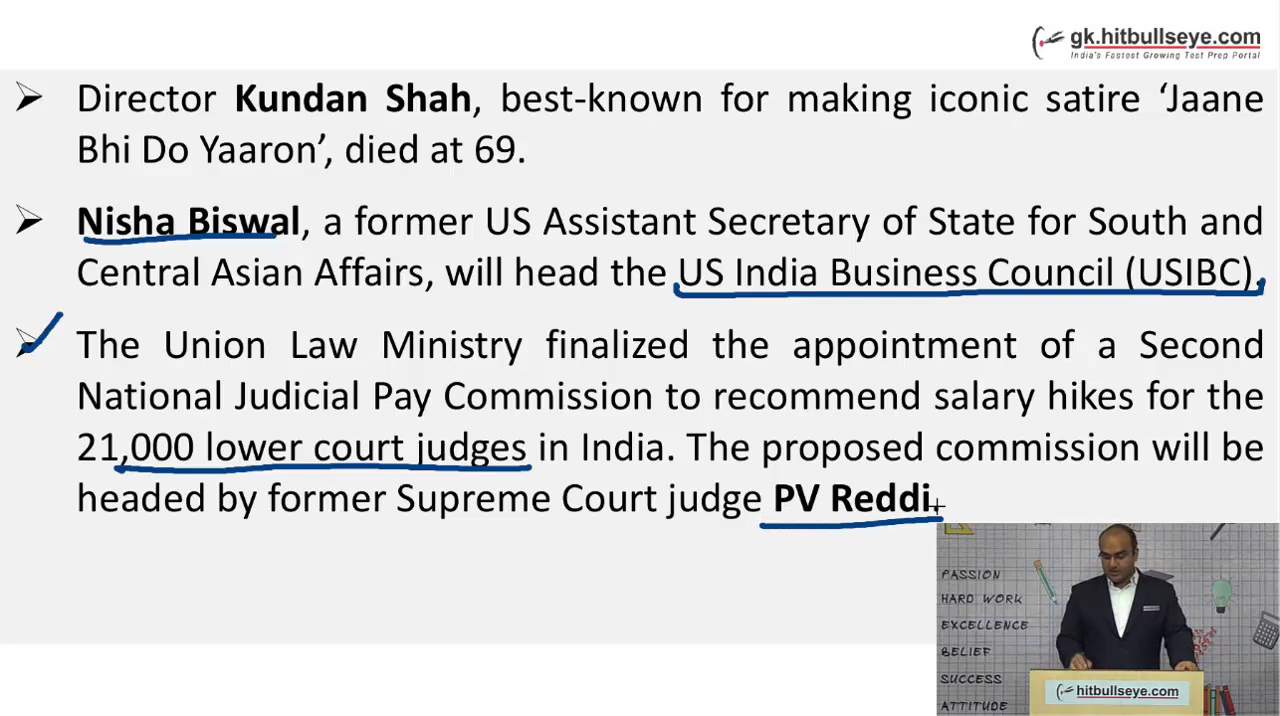 gk.hitbullseye.com
India's Fastest Growing Test Prep Portal
Director Kundan Shah, best-known for making iconic satire ‘Jaane
Bhi Do Yaaron’, died at 69.
Nisha Biswal, a former US Assistant Secretary of State for South and
Central Asian Affairs, will head the US India Business Council (USIBC).
The Union Law Ministry finalized the appointment of a Second
National Judicial Pay Commission to recommend salary hikes for the
21,000 lower court judges in India. The proposed commission will be
headed by former Supreme Court judge PV Reddi.
PASSION
HARD WORK
EXCELLENCE
BELIEF
SUCCESS
ATTITUDE
hitbullseye.com